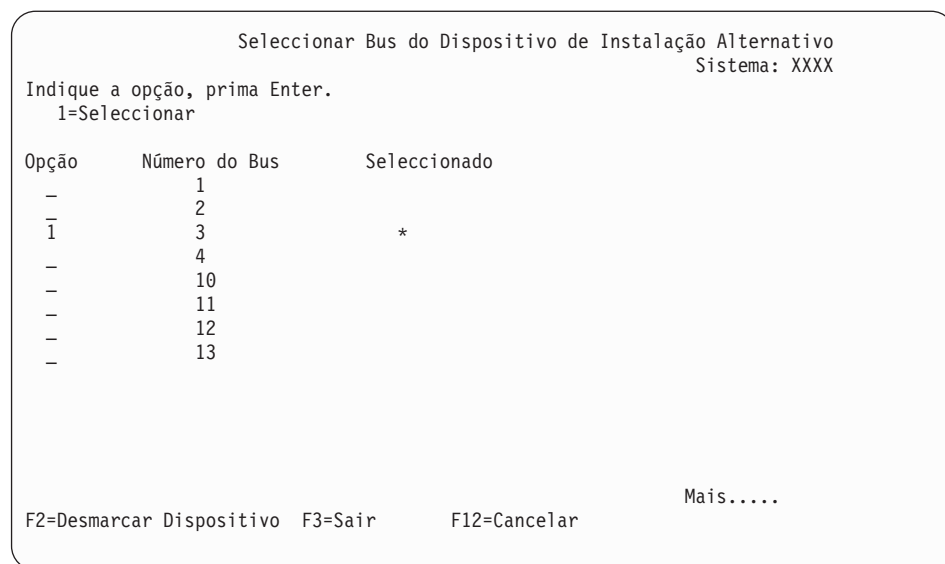 Seleccionar Bus do Dispositivo de Instalação Alternativo
Sistema: XXXX
Indique a opção, prima Enter.
1=Seleccionar
Opção Número do Bus Seleccionado
_ 1
_ 2
1 3 *
_ 4
_ 10
_ 11
_ 12
_ 13
Mais.....
F2=Desmarcar Dispositivo F3=Sair F12=Cancelar